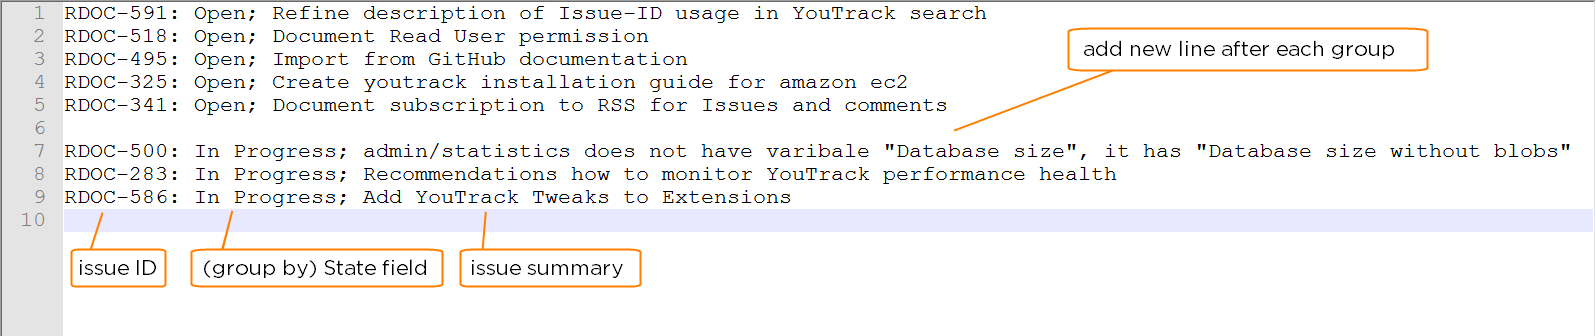 1 RDOC-591: Open; Refine description of Issue-ID usage in YouTrack search
2 RDOC-518: Open; Document Read User permission
3 RDOC-495: Open; Import from GitHub documentation
4 RDOC-325: Open; Create youtrack installation guide for amazon ec2
5 RDOC-341: Open; Document subscription to RSS for Issues and comments
6
7 RDOC-500: In Progress; admin/statistics does not have varibale "Database size", it has "Database size without blobs"
8 RDOC-283: In Progress; Recommendations how to monitor YouTrack performance health
9 RDOC-586: In Progress; Add YouTrack Tweaks to Extensions
10
add new line after each group
issue ID
(group by) State field
issue summary